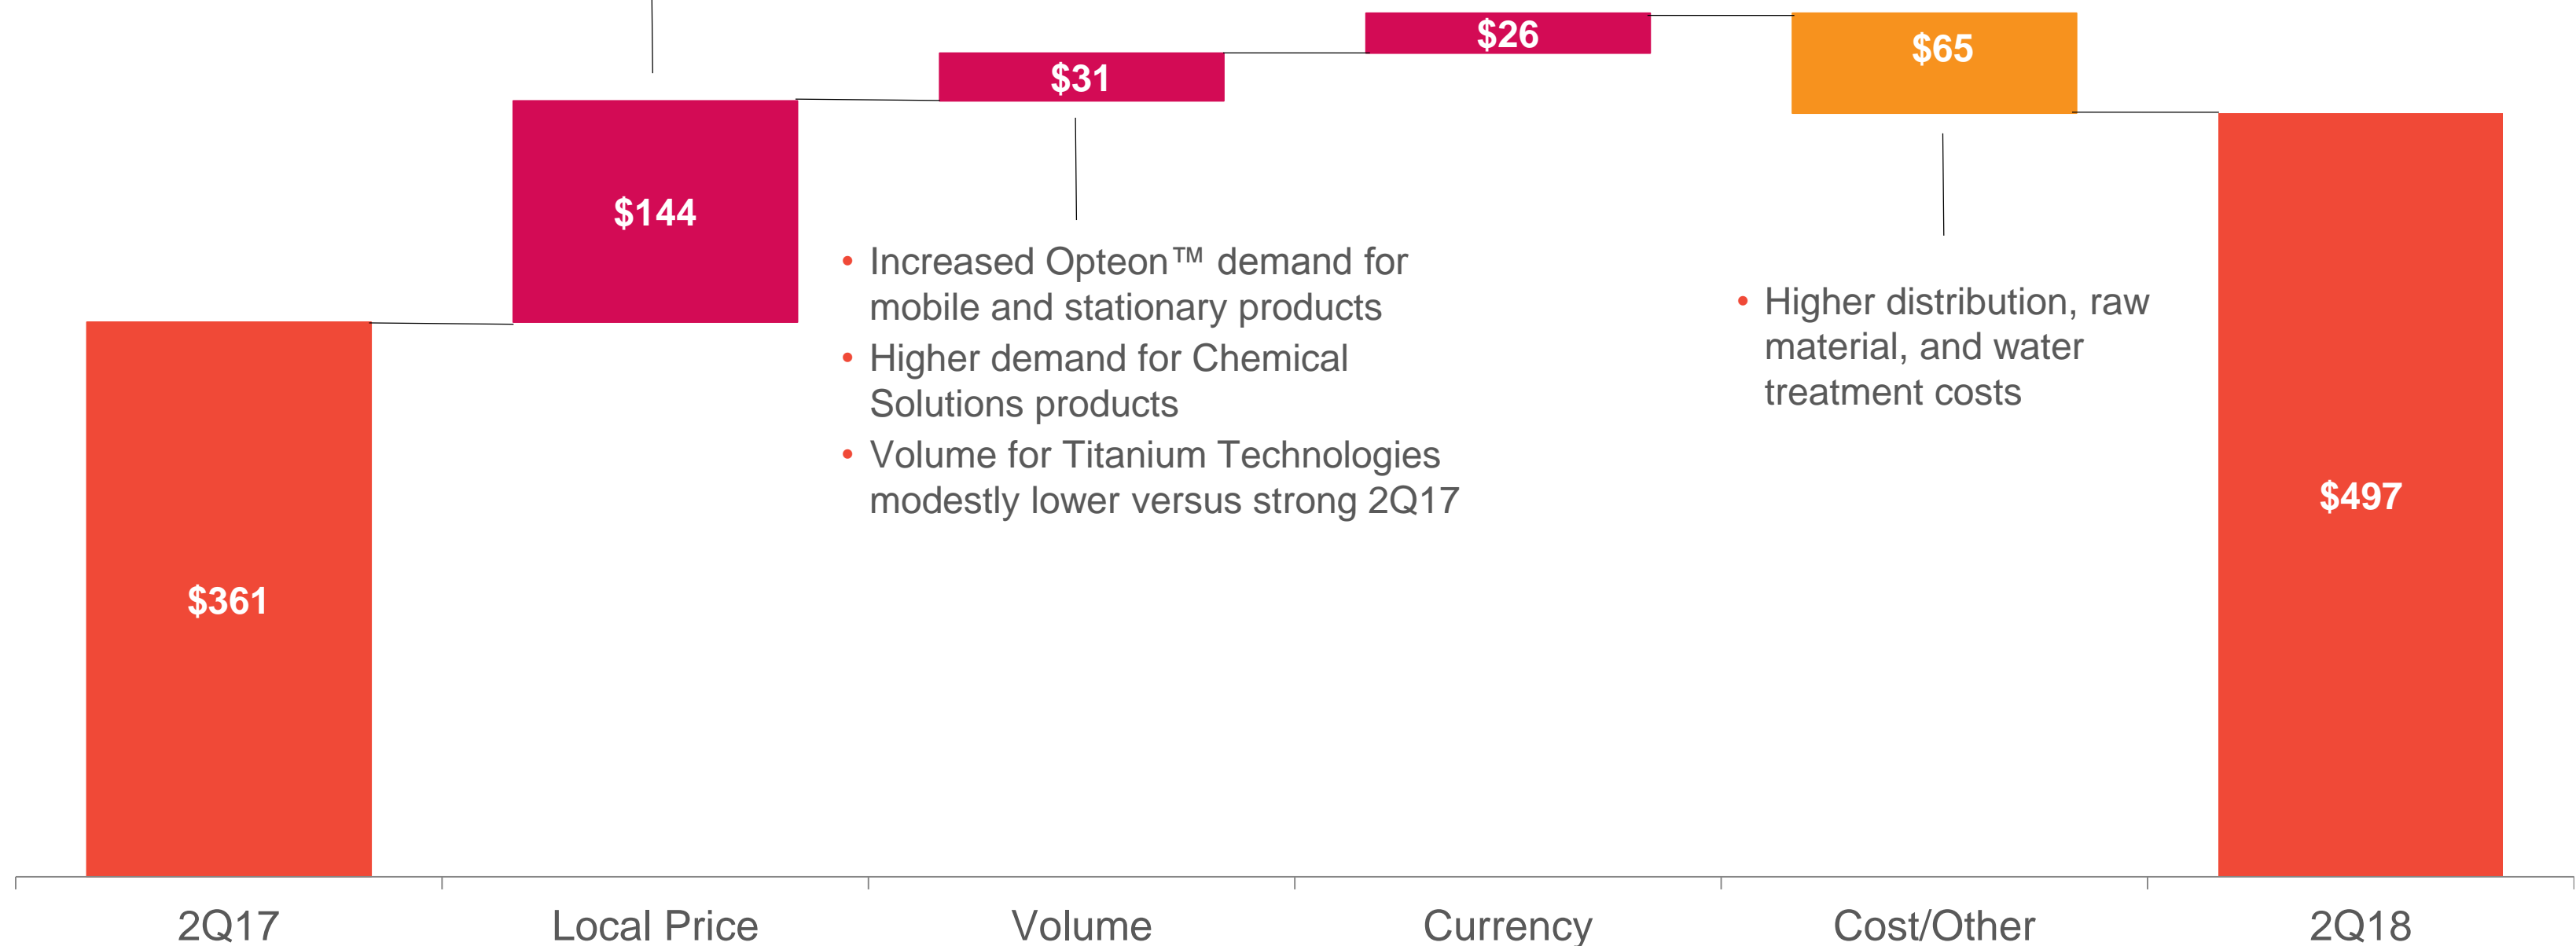 $26
$65
$31
$144
• Increased Opteon™ demand for
mobile and stationary products
• Higher demand for Chemical
Solutions products
• Volume for Titanium Technologies
modestly lower versus strong 2Q17
• Higher distribution, raw
material, and water
treatment costs
$497
$361
2Q17
Local Price
Volume
Currency
Cost/Other
2Q18